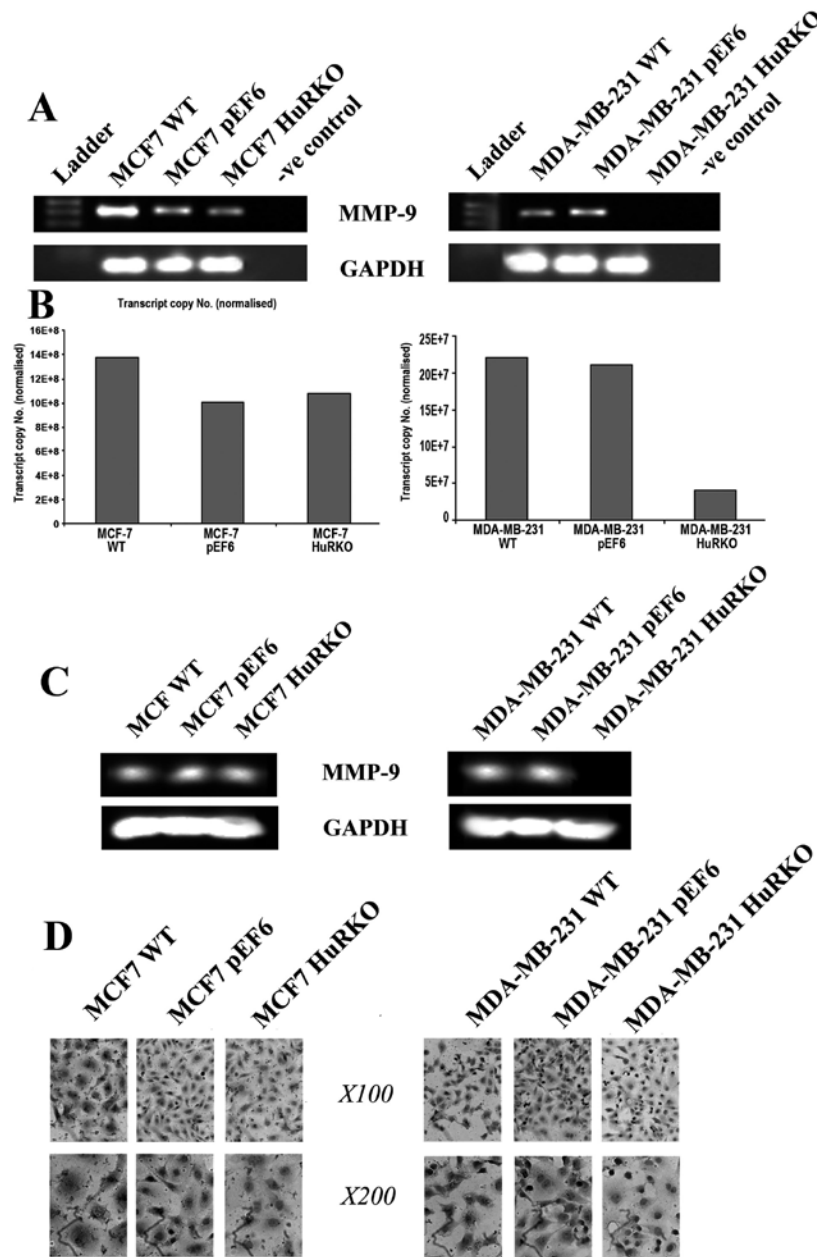 A
Ladder
MCF7 WT
MCF7 pEF6
MCF7 HuRKO
-ve control
Ladder
MDA-MB-231 WT
MDA-MB-231 pEF6
MDA-MB-231 HuRKO
-ve control
MMP-9
GAPDH
B
Transcript copy No. (normalised)
Transcript copy No. (normalised)
16E+8
14E+8
12E+8
10E+8
8E+8
6E+8
4E+8
2E+8
0
MCF-7
WT
MCF-7
pEF6
MCF-7
HuRKO
Transcript copy No. (normalised)
25E+7
20E+7
15E+7
10E+7
5E+7
0
MDA-MB-231
WT
MDA-MB-231
pEF6
MDA-MB-231
HuRKO
C
MCF WT
MCF7 pEF6
MCF7 HuRKO
MDA-MB-231 WT
MDA-MB-231 pEF6
MDA-MB-231 HuRKO
MMP-9
GAPDH
D
MCF7 WT
MCF7 pEF6
MCF7 HuRKO
MDA-MB-231 WT
MDA-MB-231 pEF6
MDA-MB-231 HuRKO
X100
X200